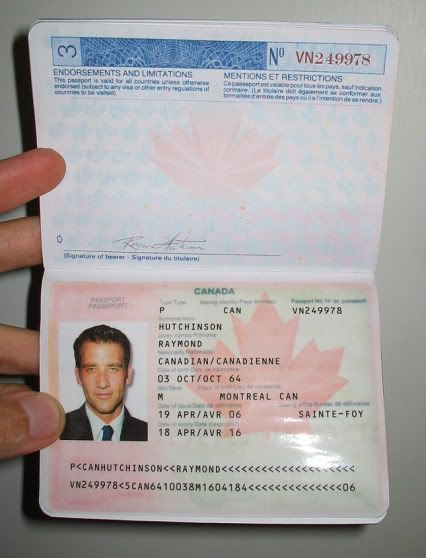 3
Nº VN249978
ENDORSEMENTS AND LIMITATIONS
This passport is valid for all countries unless otherwise
endorsed (subject to any visa or other entry regulations of
countries to be visited).
MENTIONS ET RESTRICTIONS
Ce passeport est valable pour tous les pays, sauf indication
contraire. (Le titulaire doit également se conformer aux
formalités d'entrée des pays où il a l'intention de se rendre.)
(Signature of bearer - Signature du titulaire)
CANADA
PASSPORT
PASSEPORT
Type/Type Issuing country/Pays émetteur Passport No./N° de passeport
P CAN VN249978
Surname/Nom
HUTCHINSON
Given names/Prénoms
RAYMOND
Nationality/Nationalité
CANADIAN/CANADIENNE
Date of birth/Date de naissance
03 OCT/OCT 64
Sex/Sexe Place of birth/Lieu de naissance
M MONTREAL CAN
Date of issue/Date de délivrance Issuing office/Bureau de délivrance
19 APR/AVR 06 SAINTE-FOY
Date of expiry/Date d'expiration
18 APR/AVR 16
P<CANHUTCHINSON<<RAYMOND<<<<<<<<<<<<<<<<<<<<<
VN249978<5CAN6410038M1604184<<<<<<<<<<<<<<06